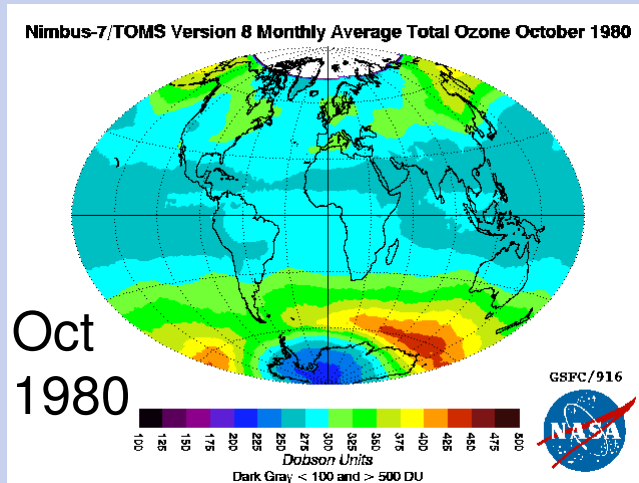 Nimbus-7/TOMS Version 8 Monthly Average Total Ozone October 1980
Oct
1980
GSFC/916
NASA
100 125 150 175 200 225 250 275 300 325 350 375 400 425 450 475 500
Dobson Units
Dark Gray < 100 and > 500 DU